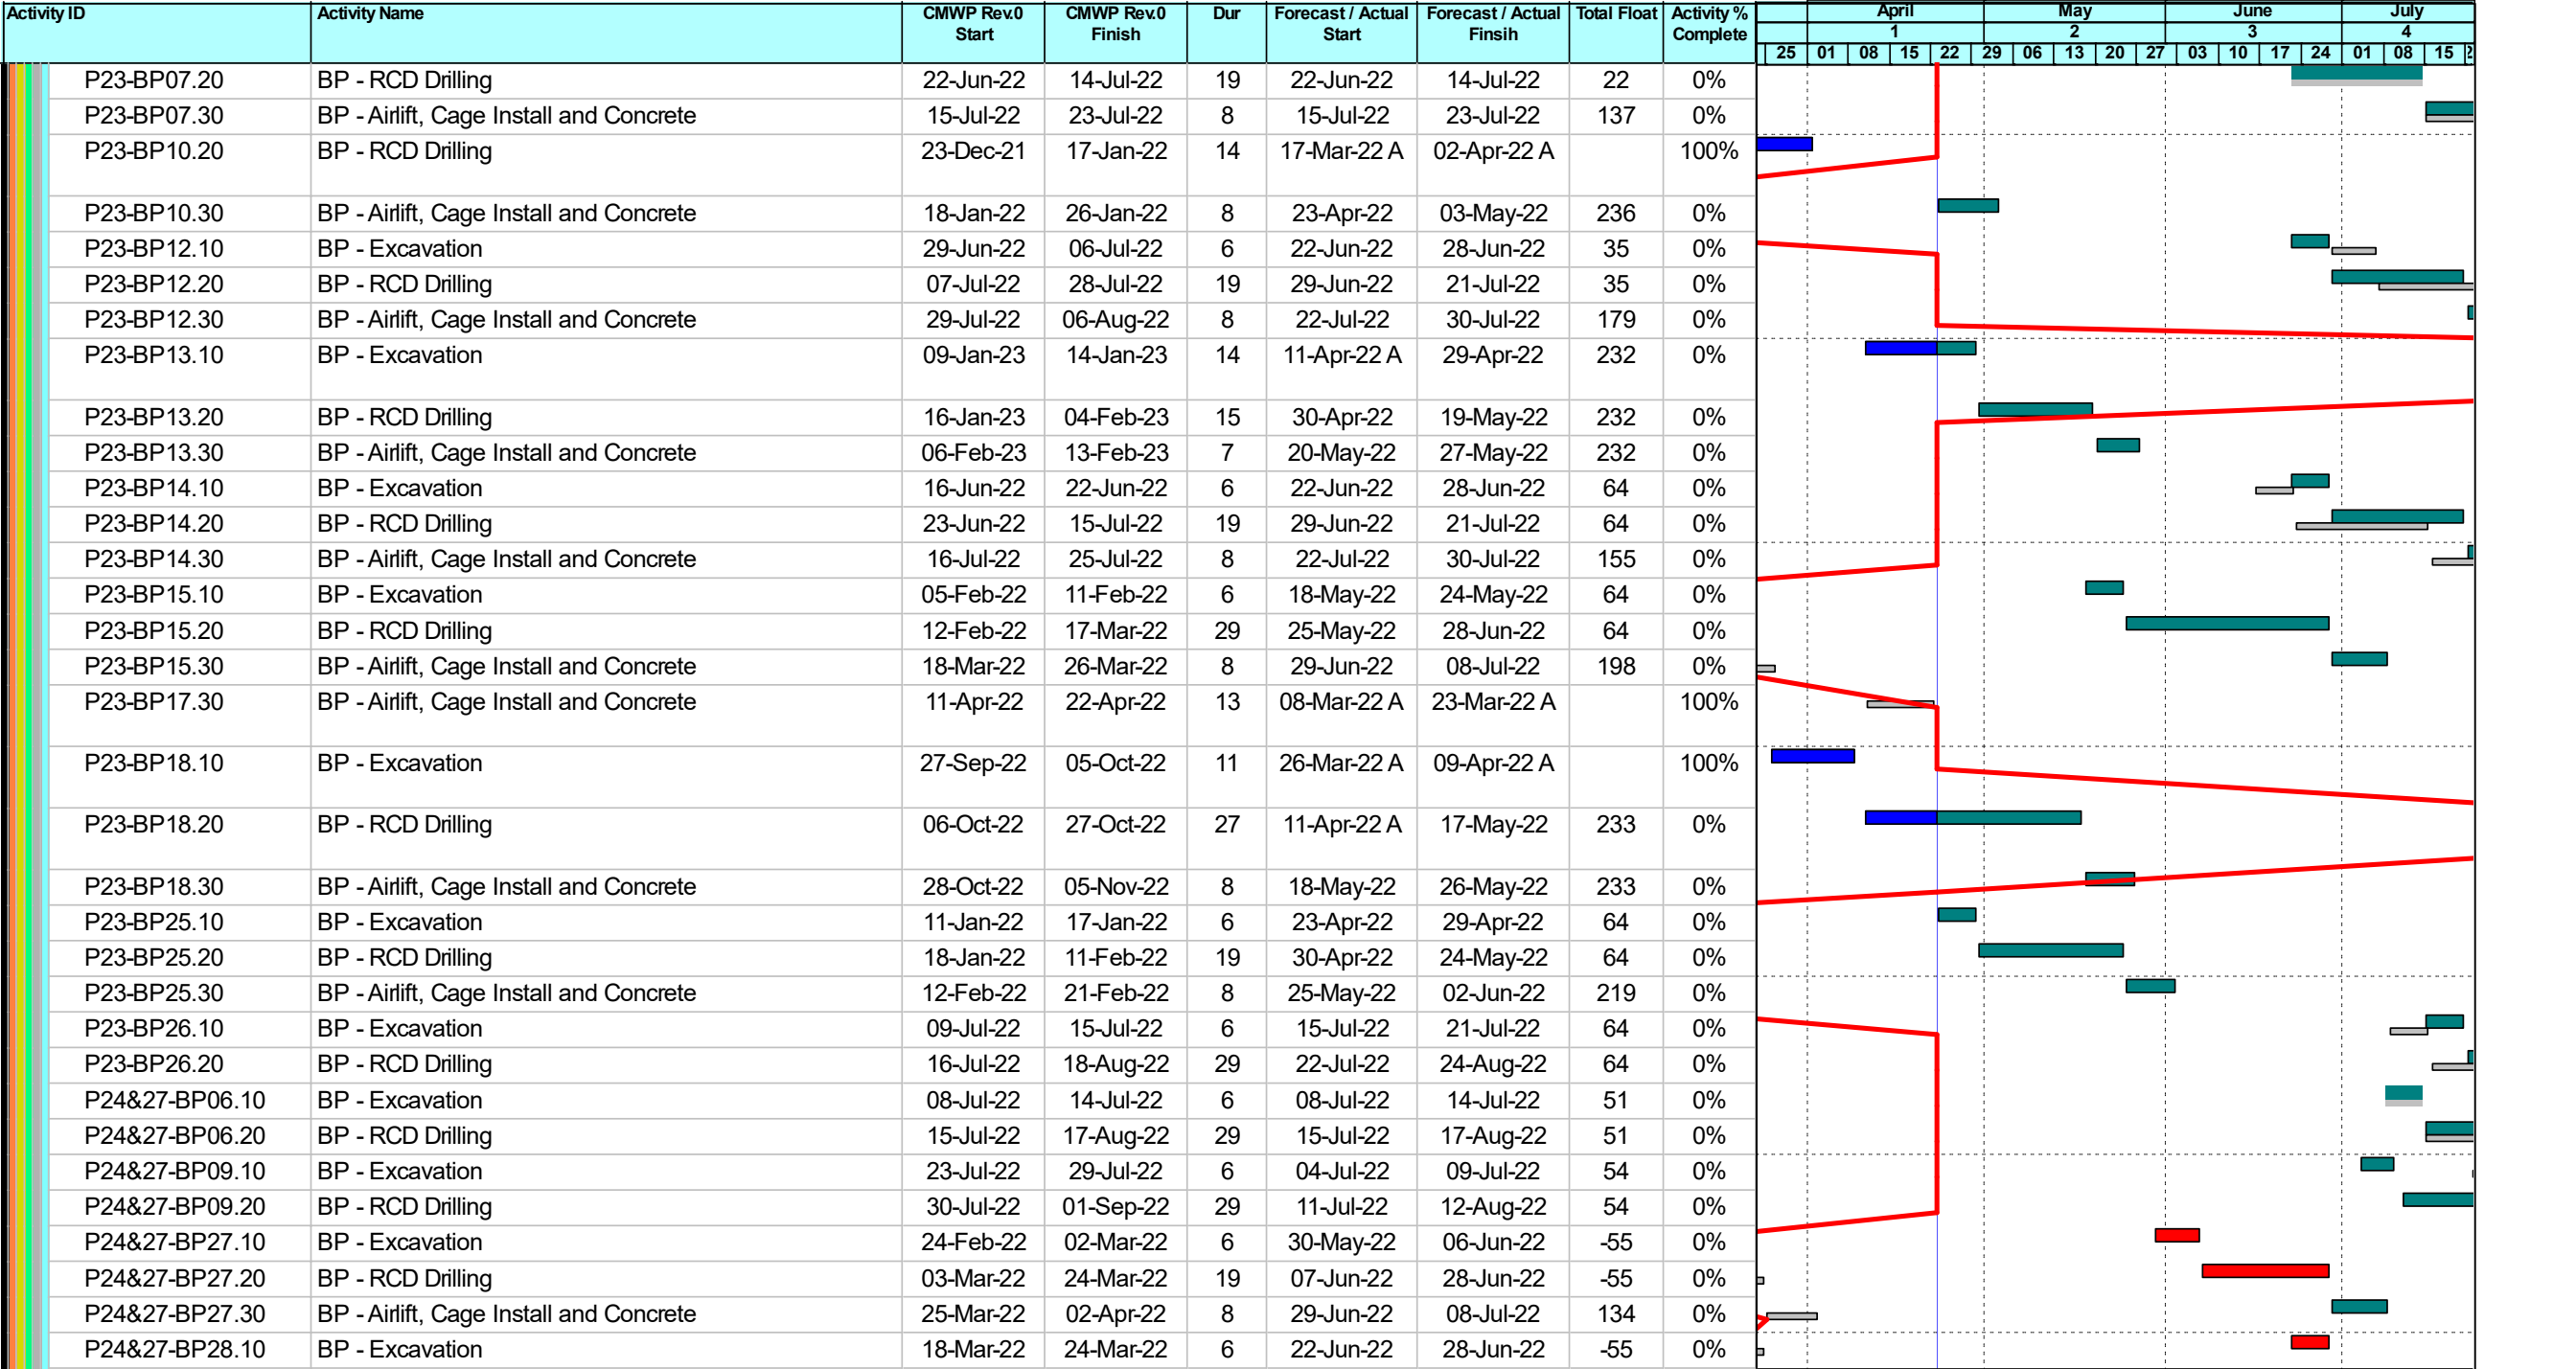 Activity ID Activity Name CMWP Rev.0 Start CMWP Rev.0 Finish Dur Forecast / Actual Start Forecast / Actual Finsih Total Float Activity % Complete April May June July
1 2 3 4
25 01 08 15 22 29 06 13 20 27 03 10 17 24 01 08 15
P23-BP07.20 BP - RCD Drilling 22-Jun-22 14-Jul-22 19 22-Jun-22 14-Jul-22 22 0%
P23-BP07.30 BP - Airlift, Cage Install and Concrete 15-Jul-22 23-Jul-22 8 15-Jul-22 23-Jul-22 137 0%
P23-BP10.20 BP - RCD Drilling 23-Dec-21 17-Jan-22 14 17-Mar-22 A 02-Apr-22 A 100%
P23-BP10.30 BP - Airlift, Cage Install and Concrete 18-Jan-22 26-Jan-22 8 23-Apr-22 03-May-22 236 0%
P23-BP12.10 BP - Excavation 29-Jun-22 06-Jul-22 6 22-Jun-22 28-Jun-22 35 0%
P23-BP12.20 BP - RCD Drilling 07-Jul-22 28-Jul-22 19 29-Jun-22 21-Jul-22 35 0%
P23-BP12.30 BP - Airlift, Cage Install and Concrete 29-Jul-22 06-Aug-22 8 22-Jul-22 30-Jul-22 179 0%
P23-BP13.10 BP - Excavation 09-Jan-23 14-Jan-23 14 11-Apr-22 A 29-Apr-22 232 0%
P23-BP13.20 BP - RCD Drilling 16-Jan-23 04-Feb-23 15 30-Apr-22 19-May-22 232 0%
P23-BP13.30 BP - Airlift, Cage Install and Concrete 06-Feb-23 13-Feb-23 7 20-May-22 27-May-22 232 0%
P23-BP14.10 BP - Excavation 16-Jun-22 22-Jun-22 6 22-Jun-22 28-Jun-22 64 0%
P23-BP14.20 BP - RCD Drilling 23-Jun-22 15-Jul-22 19 29-Jun-22 21-Jul-22 64 0%
P23-BP14.30 BP - Airlift, Cage Install and Concrete 16-Jul-22 25-Jul-22 8 22-Jul-22 30-Jul-22 155 0%
P23-BP15.10 BP - Excavation 05-Feb-22 11-Feb-22 6 18-May-22 24-May-22 64 0%
P23-BP15.20 BP - RCD Drilling 12-Feb-22 17-Mar-22 29 25-May-22 28-Jun-22 64 0%
P23-BP15.30 BP - Airlift, Cage Install and Concrete 18-Mar-22 26-Mar-22 8 29-Jun-22 08-Jul-22 198 0%
P23-BP17.30 BP - Airlift, Cage Install and Concrete 11-Apr-22 22-Apr-22 13 08-Mar-22 A 23-Mar-22 A 100%
P23-BP18.10 BP - Excavation 27-Sep-22 05-Oct-22 11 26-Mar-22 A 09-Apr-22 A 100%
P23-BP18.20 BP - RCD Drilling 06-Oct-22 27-Oct-22 27 11-Apr-22 A 17-May-22 233 0%
P23-BP18.30 BP - Airlift, Cage Install and Concrete 28-Oct-22 05-Nov-22 8 18-May-22 26-May-22 233 0%
P23-BP25.10 BP - Excavation 11-Jan-22 17-Jan-22 6 23-Apr-22 29-Apr-22 64 0%
P23-BP25.20 BP - RCD Drilling 18-Jan-22 11-Feb-22 19 30-Apr-22 24-May-22 64 0%
P23-BP25.30 BP - Airlift, Cage Install and Concrete 12-Feb-22 21-Feb-22 8 25-May-22 02-Jun-22 219 0%
P23-BP26.10 BP - Excavation 09-Jul-22 15-Jul-22 6 15-Jul-22 21-Jul-22 64 0%
P23-BP26.20 BP - RCD Drilling 16-Jul-22 18-Aug-22 29 22-Jul-22 24-Aug-22 64 0%
P24&27-BP06.10 BP - Excavation 08-Jul-22 14-Jul-22 6 08-Jul-22 14-Jul-22 51 0%
P24&27-BP06.20 BP - RCD Drilling 15-Jul-22 17-Aug-22 29 15-Jul-22 17-Aug-22 51 0%
P24&27-BP09.10 BP - Excavation 23-Jul-22 29-Jul-22 6 04-Jul-22 09-Jul-22 54 0%
P24&27-BP09.20 BP - RCD Drilling 30-Jul-22 01-Sep-22 29 11-Jul-22 12-Aug-22 54 0%
P24&27-BP27.10 BP - Excavation 24-Feb-22 02-Mar-22 6 30-May-22 06-Jun-22 -55 0%
P24&27-BP27.20 BP - RCD Drilling 03-Mar-22 24-Mar-22 19 07-Jun-22 28-Jun-22 -55 0%
P24&27-BP27.30 BP - Airlift, Cage Install and Concrete 25-Mar-22 02-Apr-22 8 29-Jun-22 08-Jul-22 134 0%
P24&27-BP28.10 BP - Excavation 18-Mar-22 24-Mar-22 6 22-Jun-22 28-Jun-22 -55 0%